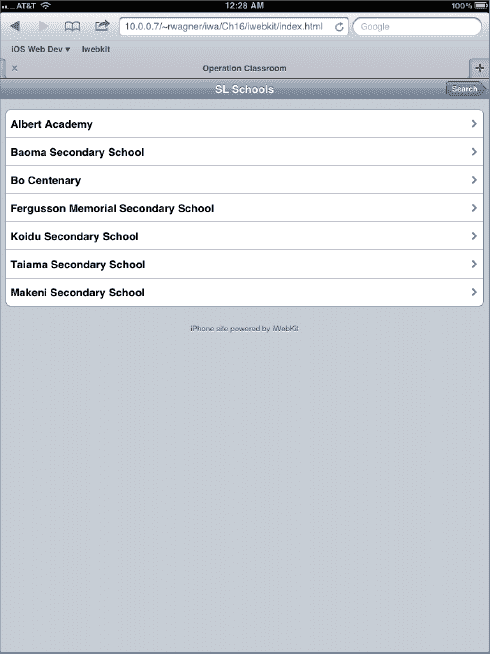 AT&T 12:28 AM 100%
10.0.0.7/~rwagner/iwa/Ch16/iwebkit/index.html Google
iOS Web Dev ▾ Iwebkit
× Operation Classroom +
SL Schools Search
Albert Academy
Baoma Secondary School
Bo Centenary
Fergusson Memorial Secondary School
Koidu Secondary School
Taiama Secondary School
Makeni Secondary School
iPhone site powered by iWebKit